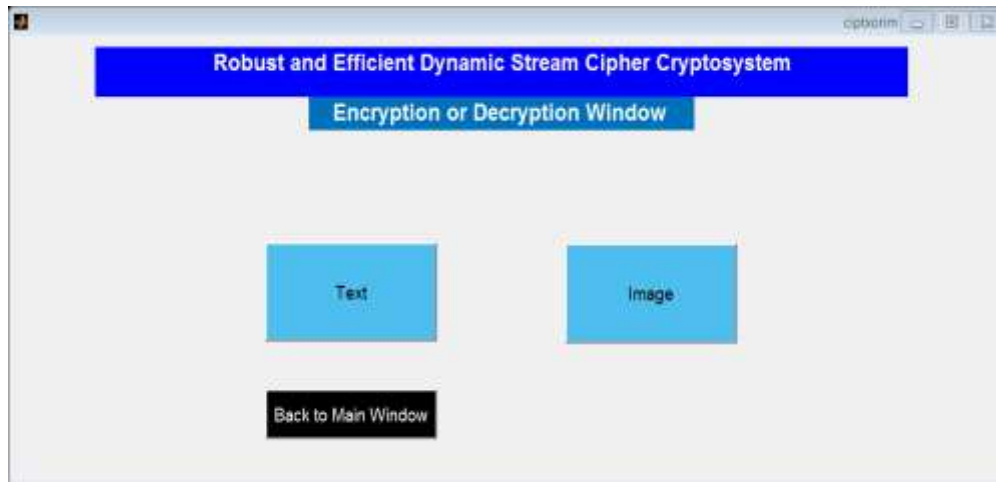 Robust and Efficient Dynamic Stream Cipher Cryptosystem
Encryption or Decryption Window
Text
Image
Back to Main Window